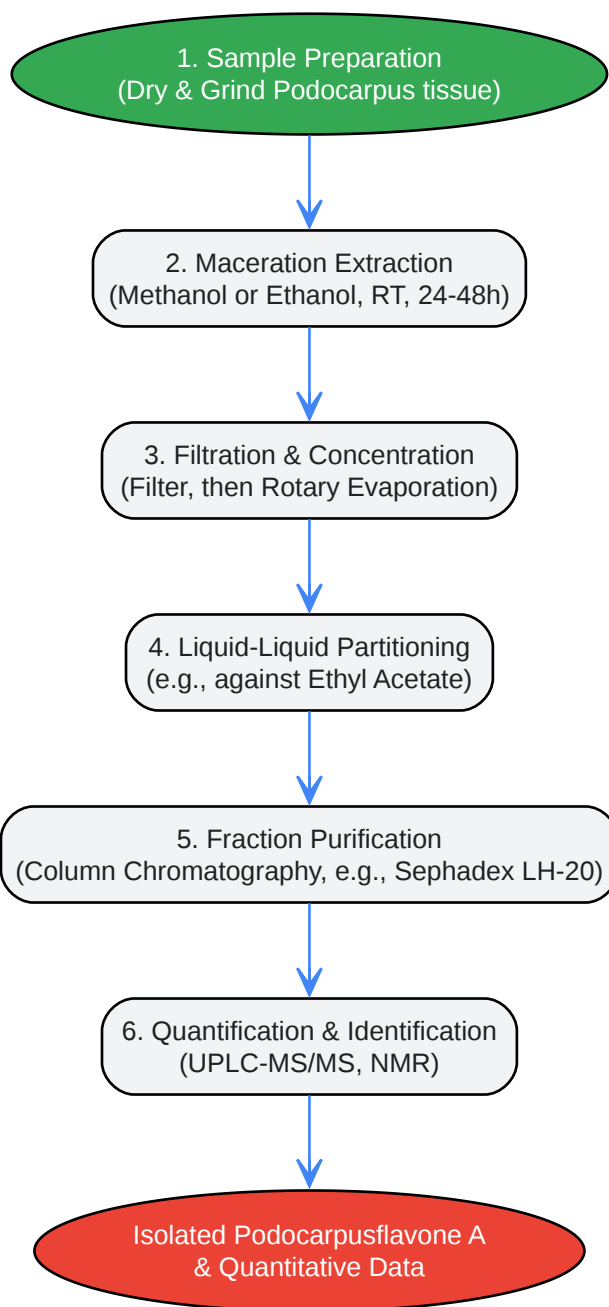 1. Sample Preparation
(Dry & Grind Podocarpus tissue)
2. Maceration Extraction
(Methanol or Ethanol, RT, 24-48h)
3. Filtration & Concentration
(Filter, then Rotary Evaporation)
4. Liquid-Liquid Partitioning
(e.g., against Ethyl Acetate)
5. Fraction Purification
(Column Chromatography, e.g., Sephadex LH-20)
6. Quantification & Identification
(UPLC-MS/MS, NMR)
Isolated Podocarpusflavone A
& Quantitative Data